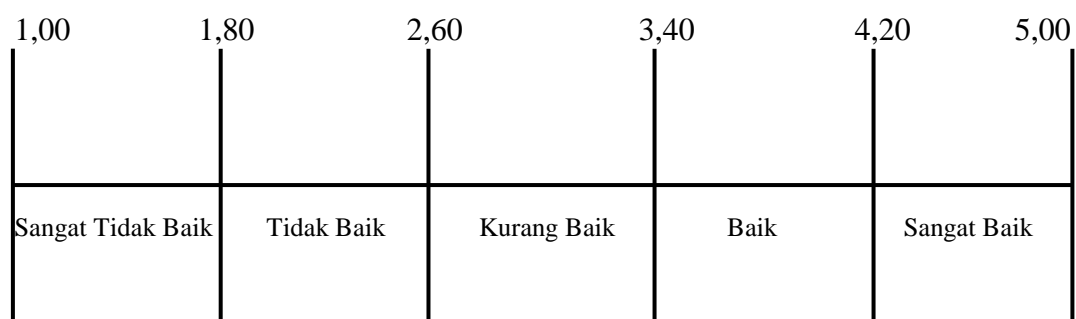 1,00 1,80 2,60 3,40 4,20 5,00
Sangat Tidak Baik Tidak Baik Kurang Baik Baik Sangat Baik